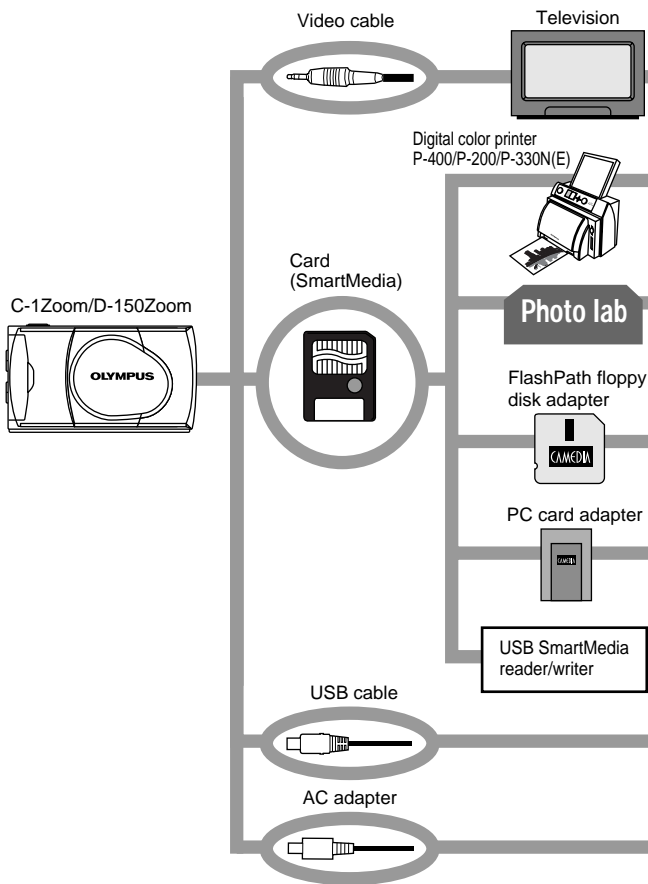 Video cable
Television
Digital color printer
P-400/P-200/P-330N(E)
Card
(SmartMedia)
C-1Zoom/D-150Zoom
OLYMPUS
Photo lab
FlashPath floppy
disk adapter
CAMEDIA
PC card adapter
CAMEDIA
USB SmartMedia
reader/writer
USB cable
AC adapter